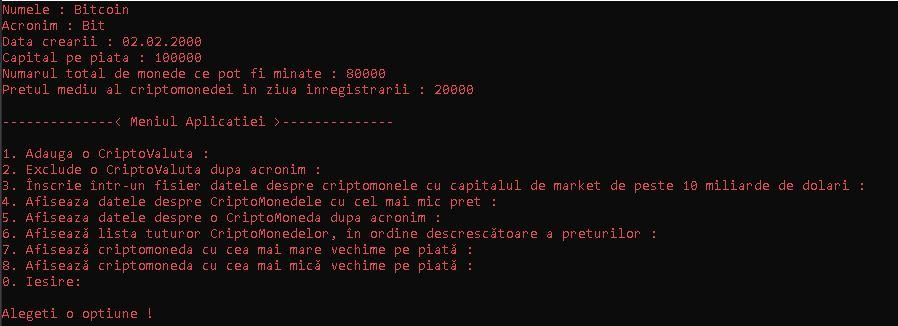 Numele : Bitcoin
Acronim : Bit
Data crearii : 02.02.2000
Capital pe piata : 100000
Numarul total de monede ce pot fi minate : 80000
Pretul mediu al criptomonedei in ziua inregistrarii : 20000
--------------< Meniul Aplicatiei >--------------
1. Adauga o CriptoValuta :
2. Exclude o CriptoValuta dupa acronim :
3. Înscrie într-un fisier datele despre criptomonele cu capitalul de market de peste 10 miliarde de dolari :
4. Afiseaza datele despre CriptoMonedele cu cel mai mic pret :
5. Afiseaza datele despre o CriptoMoneda dupa acronim :
6. Afisează lista tuturor CriptoMonedelor, în ordine descrescătoare a preturilor :
7. Afisează criptomoneda cu cea mai mare vechime pe piată :
8. Afisează criptomoneda cu cea mai mică vechime pe piată :
0. Iesire:
Alegeti o optiune !